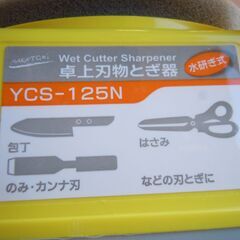 NAKATOMI
Wet Cutter Sharpener
卓上刃物とぎ器
水研ぎ式
YCS-125N
包丁
はさみ
のみ・カンナ刃
などの刃とぎに